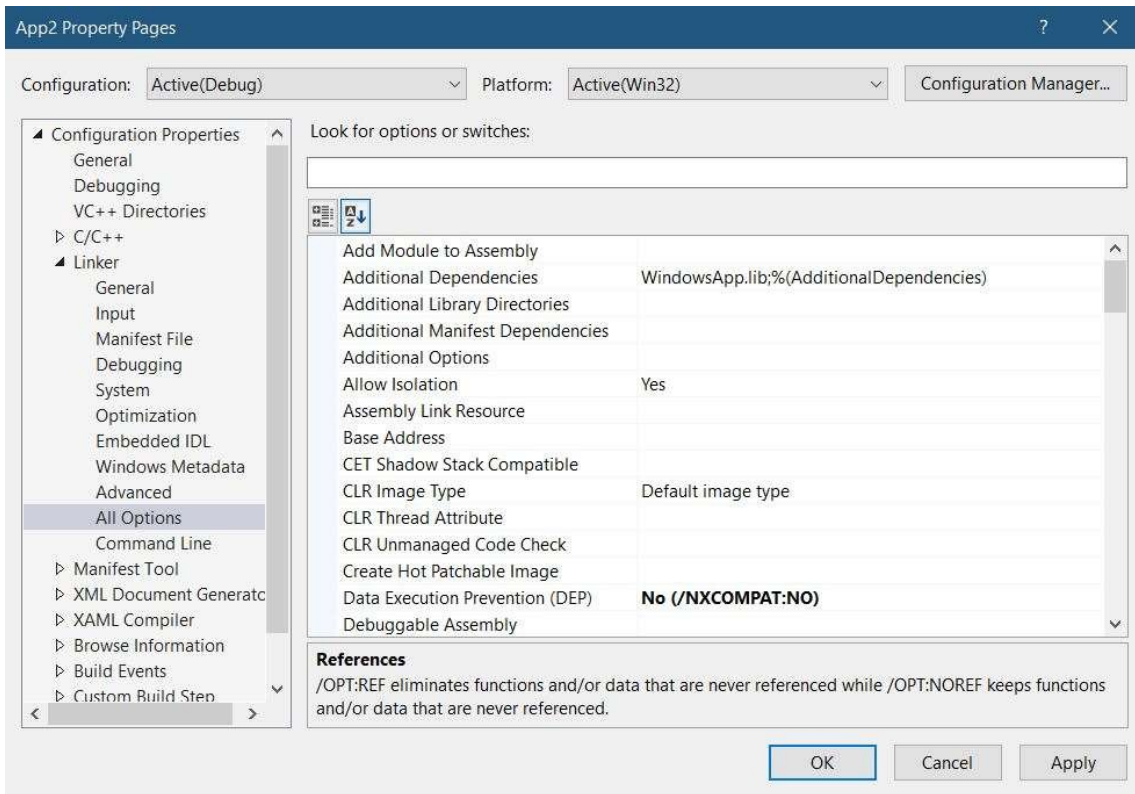 App2 Property Pages
?
Configuration: Active(Debug) Platform: Active(Win32) Configuration Manager...
Configuration Properties
General
Debugging
VC++ Directories
C/C++
Linker
General
Input
Manifest File
Debugging
System
Optimization
Embedded IDL
Windows Metadata
Advanced
All Options
Command Line
Manifest Tool
XML Document Generatc
XAML Compiler
Browse Information
Build Events
Custom Build Step
Look for options or switches:
Add Module to Assembly
Additional Dependencies WindowsApp.lib;%(AdditionalDependencies)
Additional Library Directories
Additional Manifest Dependencies
Additional Options
Allow Isolation Yes
Assembly Link Resource
Base Address
CET Shadow Stack Compatible
CLR Image Type Default image type
CLR Thread Attribute
CLR Unmanaged Code Check
Create Hot Patchable Image
Data Execution Prevention (DEP) No (/NXCOMPAT:NO)
Debuggable Assembly
References
/OPT:REF eliminates functions and/or data that are never referenced while /OPT:NOREF keeps functions
and/or data that are never referenced.
OK Cancel Apply